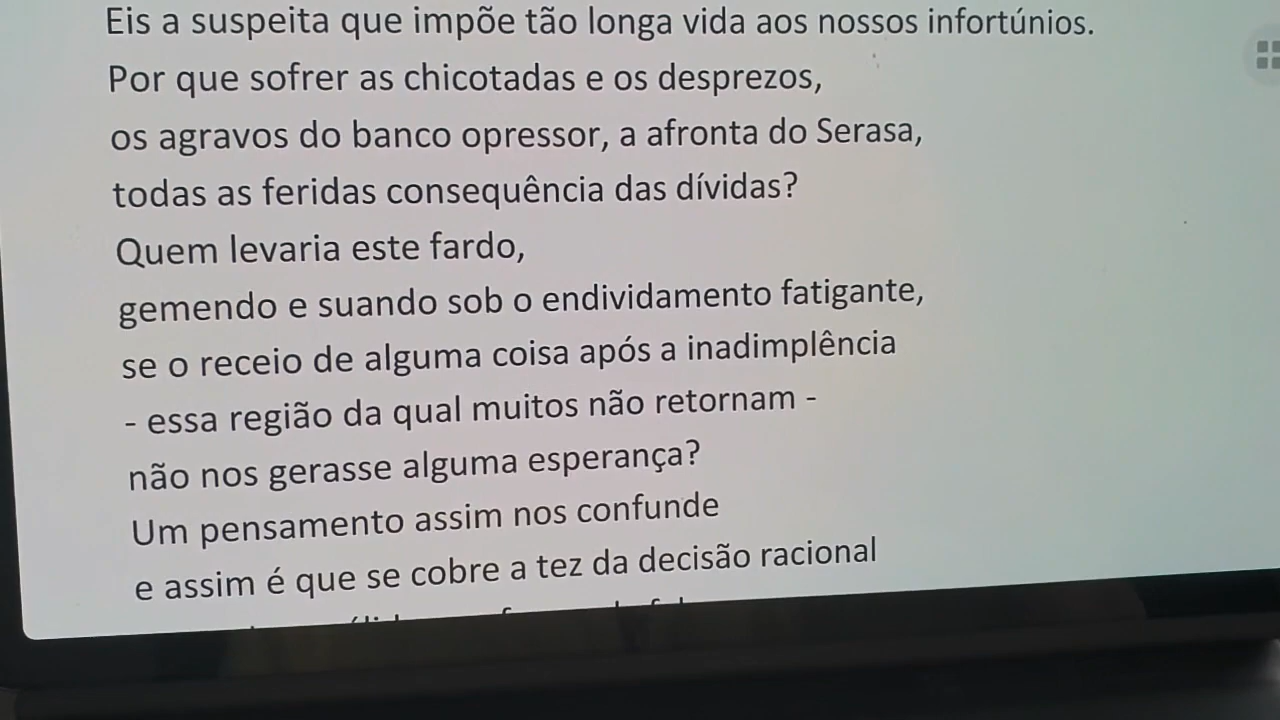 Eis a suspeita que impõe tão longa vida aos nossos infortúnios.
Por que sofrer as chicotadas e os desprezos,
os agravos do banco opressor, a afronta do Serasa,
todas as feridas consequência das dívidas?
Quem levaria este fardo,
gemendo e suando sob o endividamento fatigante,
se o receio de alguma coisa após a inadimplência
- essa região da qual muitos não retornam -
não nos gerasse alguma esperança?
Um pensamento assim nos confunde
e assim é que se cobre a tez da decisão racional